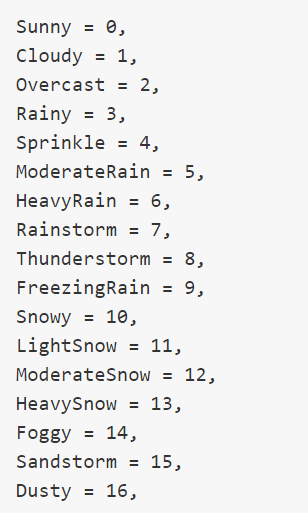 Sunny = 0,
Cloudy = 1,
Overcast = 2,
Rainy = 3,
Sprinkle = 4,
ModerateRain = 5,
HeavyRain = 6,
Rainstorm = 7,
Thunderstorm = 8,
FreezingRain = 9,
Snowy = 10,
LightSnow = 11,
ModerateSnow = 12,
HeavySnow = 13,
Foggy = 14,
Sandstorm = 15,
Dusty = 16,